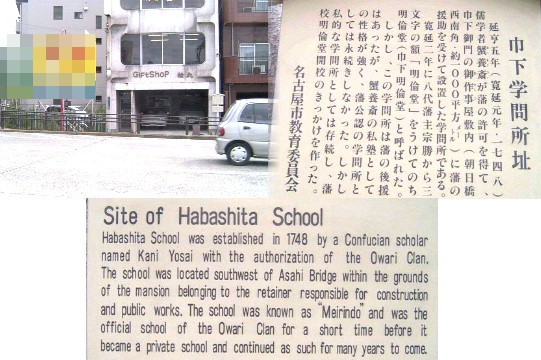 GiftShoP
巾下学問所址
延享五年（寛延元年 一七四八）
儒学者蟹養斎が藩の許可を得て、
巾下御門の御作事屋敷内（朝日橋
西南角・約一〇〇〇平方㍍）に藩の
援助を受けて設置した学問所である。
寛延二年に八代藩主宗勝から三
文字の額「明倫堂」をうけてのち
明倫堂（巾下明倫堂）と呼ばれた。
しかし、この学問所は藩の後援
はあったが、蟹養斎の私塾として
の性格が強く、藩公認の学問所と
しては永続きしなかった。しかし
私的な学問所としては存続し、藩
校明倫堂開校のきっかけを作った。
名古屋市教育委員会
Site of Habashita School
Habashita School was established in 1748 by a Confucian scholar
named Kani Yosai with the authorization of the Owari Clan.
The school was located southwest of Asahi Bridge within the grounds
of the mansion belonging to the retainer responsible for construction
and public works. The school was known as "Meirindo" and was the
official school of the Owari Clan for a short time before it
became a private school and continued as such for many years to come.